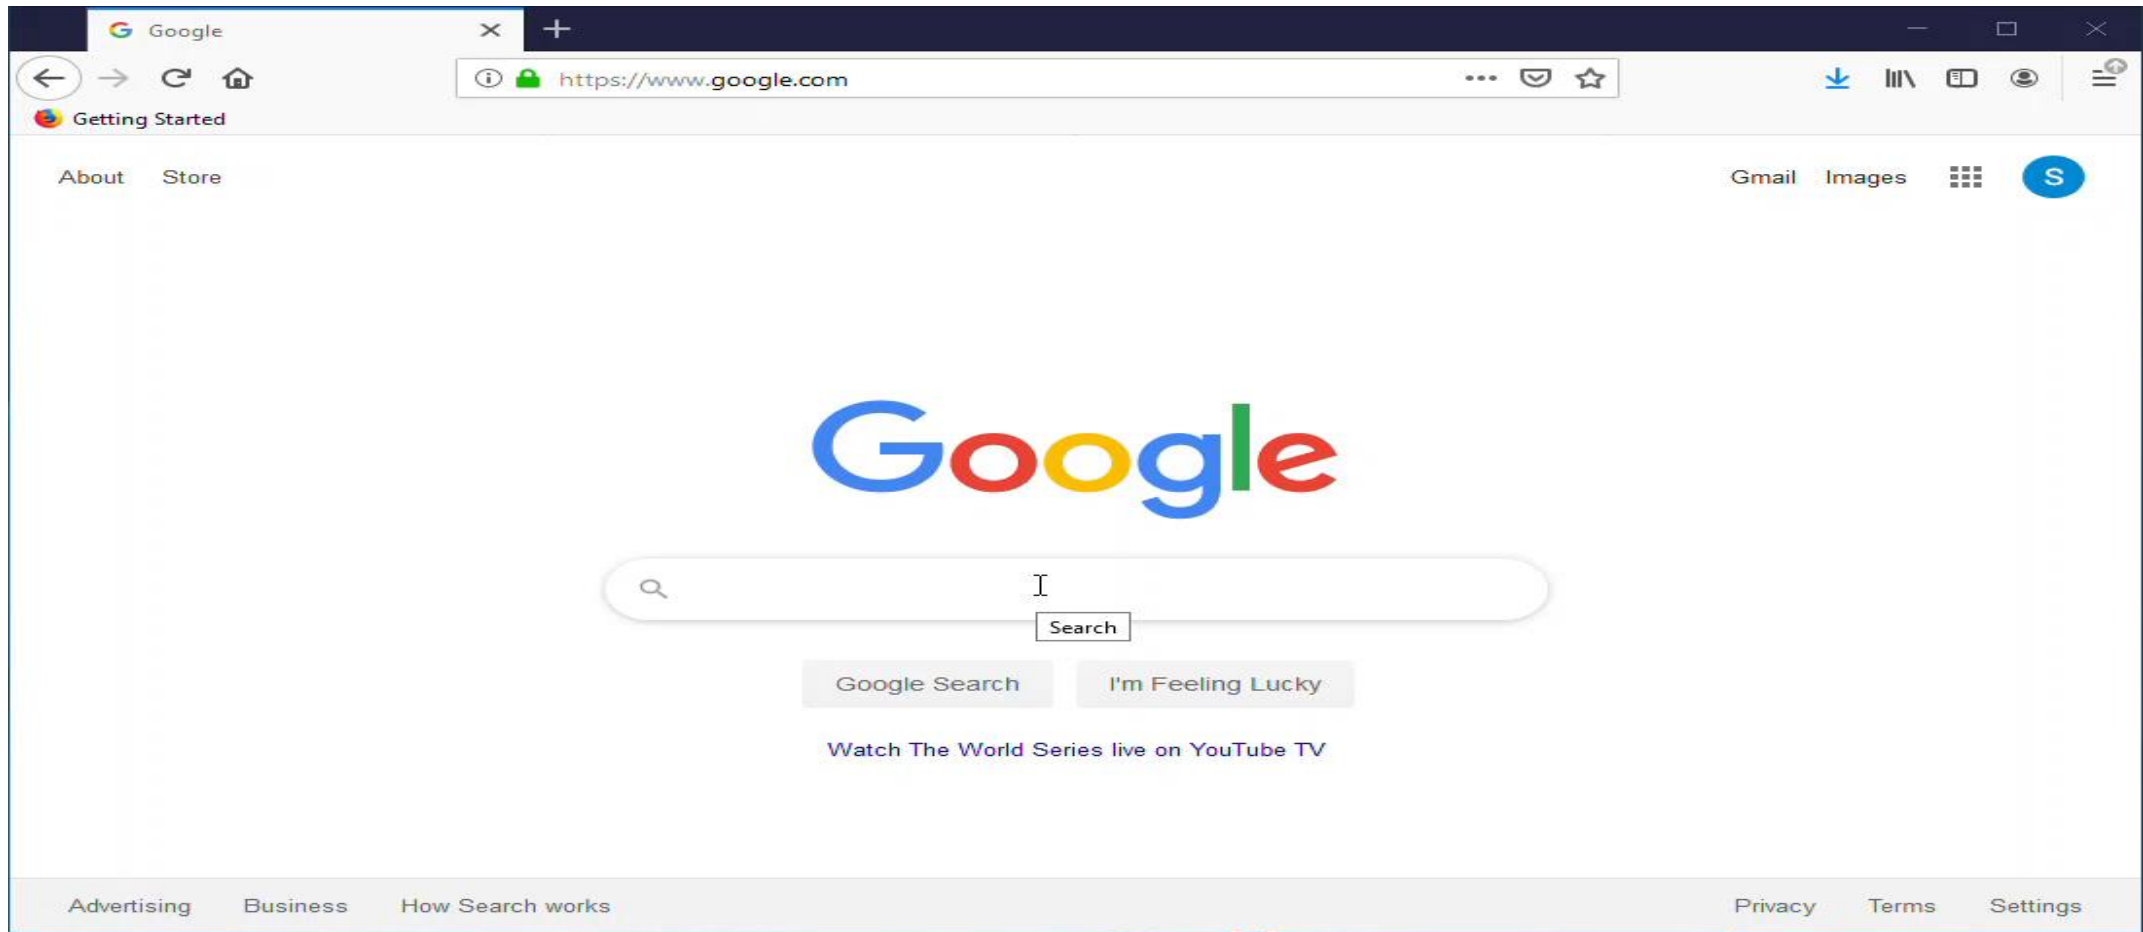 Google
https://www.google.com
Getting Started
About Store Gmail Images S
Google
Search
Google Search I'm Feeling Lucky
Watch The World Series live on YouTube TV
Advertising Business How Search works Privacy Terms Settings